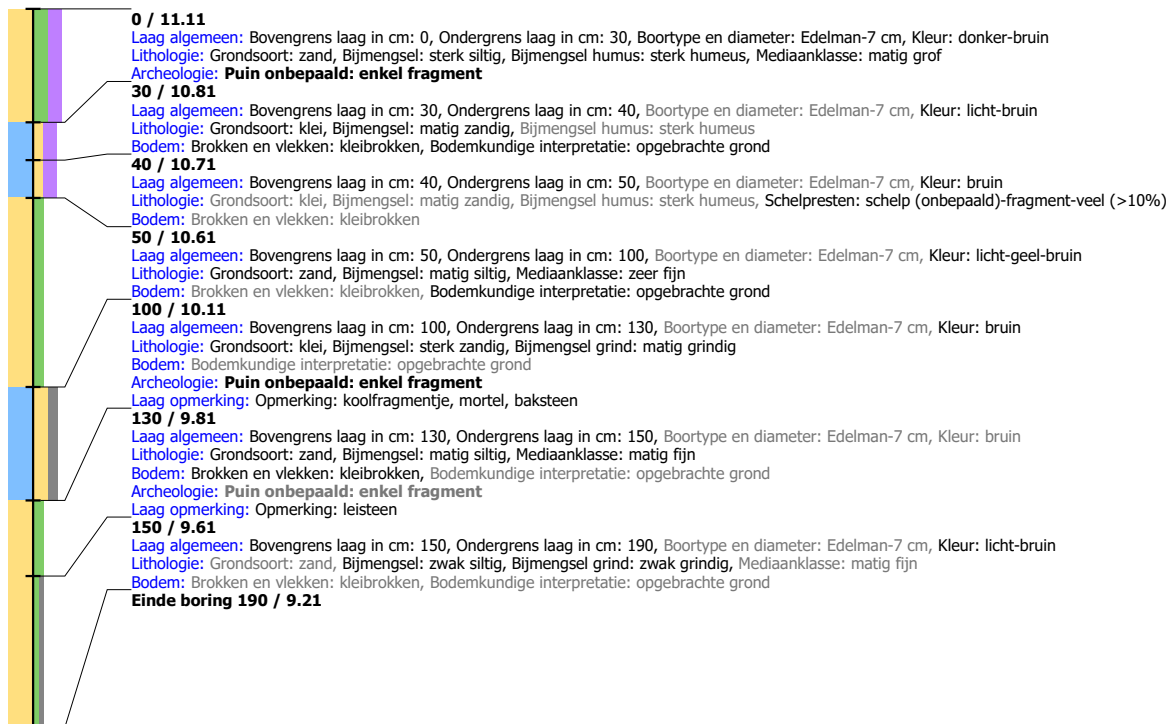 0 / 11.11
Laag algemeen: Bovengrens laag in cm: 0, Ondergrens laag in cm: 30, Boortype en diameter: Edelman-7 cm, Kleur: donker-bruin
Lithologie: Grondsoort: zand, Bijmengsel: sterk siltig, Bijmengsel humus: sterk humeus, Mediaanklasse: matig grof
Archeologie: Puin onbepaald: enkel fragment
30 / 10.81
Laag algemeen: Bovengrens laag in cm: 30, Ondergrens laag in cm: 40, Boortype en diameter: Edelman-7 cm, Kleur: licht-bruin
Lithologie: Grondsoort: klei, Bijmengsel: matig zandig, Bijmengsel humus: sterk humeus
Bodem: Brokken en vlekken: kleibrokken, Bodemkundige interpretatie: opgebrachte grond
40 / 10.71
Laag algemeen: Bovengrens laag in cm: 40, Ondergrens laag in cm: 50, Boortype en diameter: Edelman-7 cm, Kleur: bruin
Lithologie: Grondsoort: klei, Bijmengsel: matig zandig, Bijmengsel humus: sterk humeus, Schelpresten: schelp (onbepaald)-fragment-veel (>10%)
Bodem: Brokken en vlekken: kleibrokken
50 / 10.61
Laag algemeen: Bovengrens laag in cm: 50, Ondergrens laag in cm: 100, Boortype en diameter: Edelman-7 cm, Kleur: licht-geel-bruin
Lithologie: Grondsoort: zand, Bijmengsel: matig siltig, Mediaanklasse: zeer fijn
Bodem: Brokken en vlekken: kleibrokken, Bodemkundige interpretatie: opgebrachte grond
100 / 10.11
Laag algemeen: Bovengrens laag in cm: 100, Ondergrens laag in cm: 130, Boortype en diameter: Edelman-7 cm, Kleur: bruin
Lithologie: Grondsoort: klei, Bijmengsel: sterk zandig, Bijmengsel grind: matig grindig
Bodem: Bodemkundige interpretatie: opgebrachte grond
Archeologie: Puin onbepaald: enkel fragment
Laag opmerking: Opmerking: koolfragmentje, mortel, baksteen
130 / 9.81
Laag algemeen: Bovengrens laag in cm: 130, Ondergrens laag in cm: 150, Boortype en diameter: Edelman-7 cm, Kleur: bruin
Lithologie: Grondsoort: zand, Bijmengsel: matig siltig, Mediaanklasse: matig fijn
Bodem: Brokken en vlekken: kleibrokken, Bodemkundige interpretatie: opgebrachte grond
Archeologie: Puin onbepaald: enkel fragment
Laag opmerking: Opmerking: leisteen
150 / 9.61
Laag algemeen: Bovengrens laag in cm: 150, Ondergrens laag in cm: 190, Boortype en diameter: Edelman-7 cm, Kleur: licht-bruin
Lithologie: Grondsoort: zand, Bijmengsel: zwak siltig, Bijmengsel grind: zwak grindig, Mediaanklasse: matig fijn
Bodem: Brokken en vlekken: kleibrokken, Bodemkundige interpretatie: opgebrachte grond
Einde boring 190 / 9.21